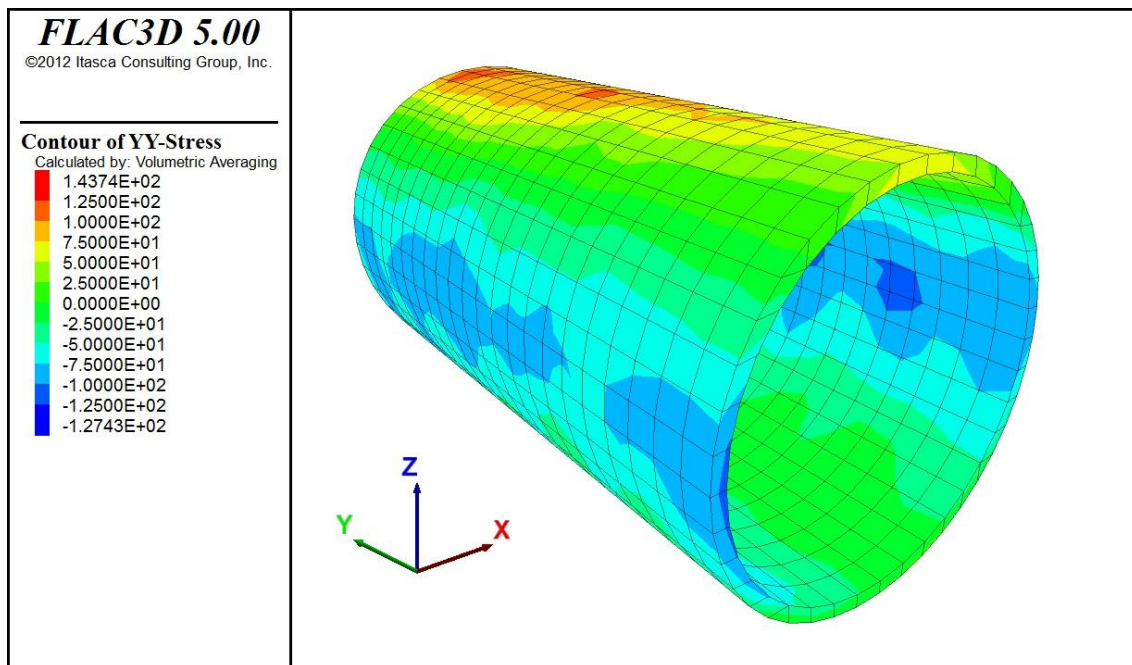 FLAC3D 5.00
©2012 Itasca Consulting Group, Inc.
Contour of YY-Stress
Calculated by: Volumetric Averaging
1.4374E+02
1.2500E+02
1.0000E+02
7.5000E+01
5.0000E+01
2.5000E+01
0.0000E+00
-2.5000E+01
-5.0000E+01
-7.5000E+01
-1.0000E+02
-1.2500E+02
-1.2743E+02
Z
Y
X